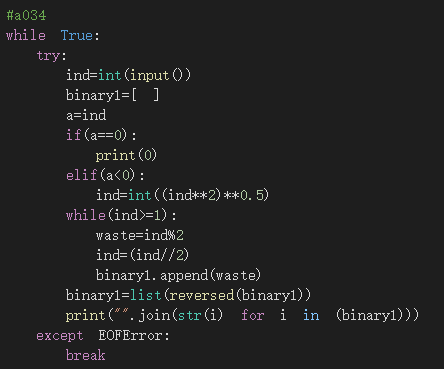 #a034
while  True:
    try:
        ind=int(input())
        binary1=[  ]
        a=ind
        if(a==0):
            print(0)
        elif(a<0):
            ind=int((ind**2)**0.5)
        while(ind>=1):
            waste=ind%2
            ind=(ind//2)
            binary1.append(waste)
        binary1=list(reversed(binary1))
        print("".join(str(i)  for  i  in  (binary1)))
    except  EOFError:
        break